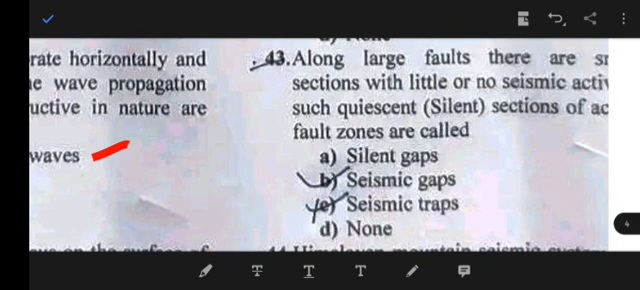 rate horizontally and
wave propagation
uctive in nature are
waves
43. Along large faults there are
sections with little or no seismic
such quiescent (Silent) sections of
fault zones are called
a) Silent gaps
b) Seismic gaps
c) Seismic traps
d) None
4